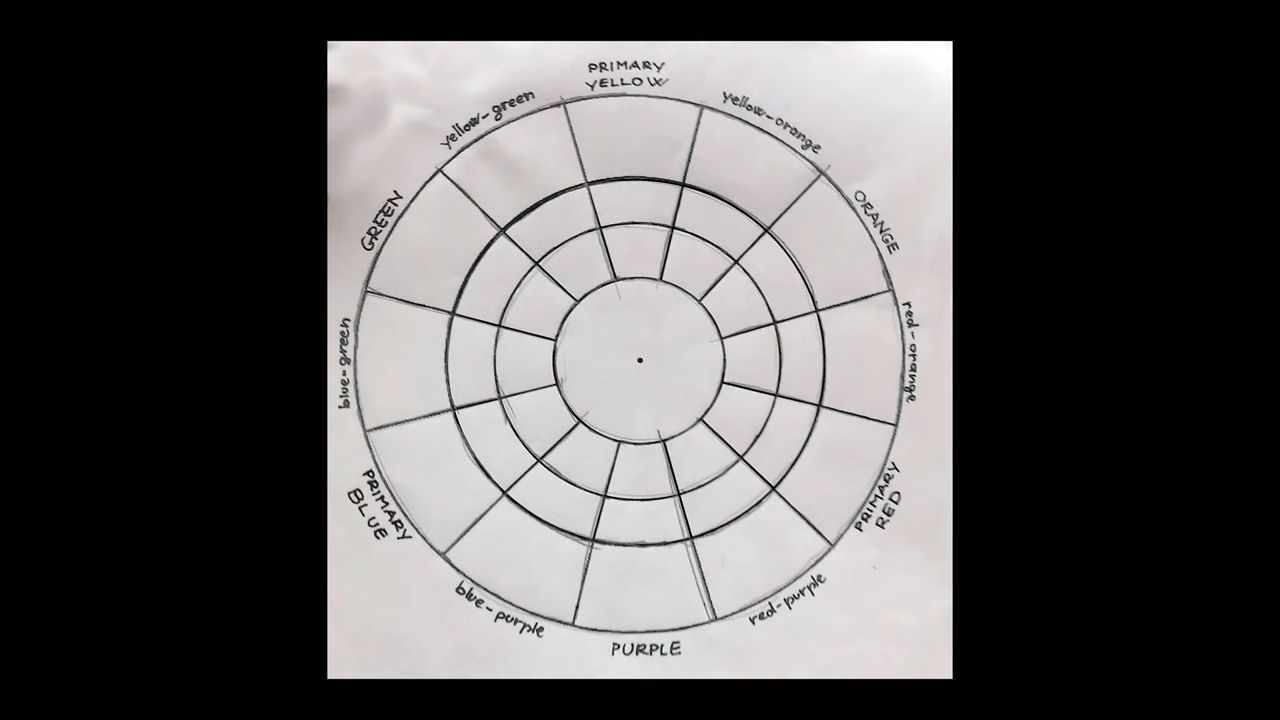 PRIMARY
YELLOW
yellow-orange
ORANGE
red-orange
PRIMARY
RED
red-purple
PURPLE
blue-purple
PRIMARY
BLUE
blue-green
GREEN
yellow-green